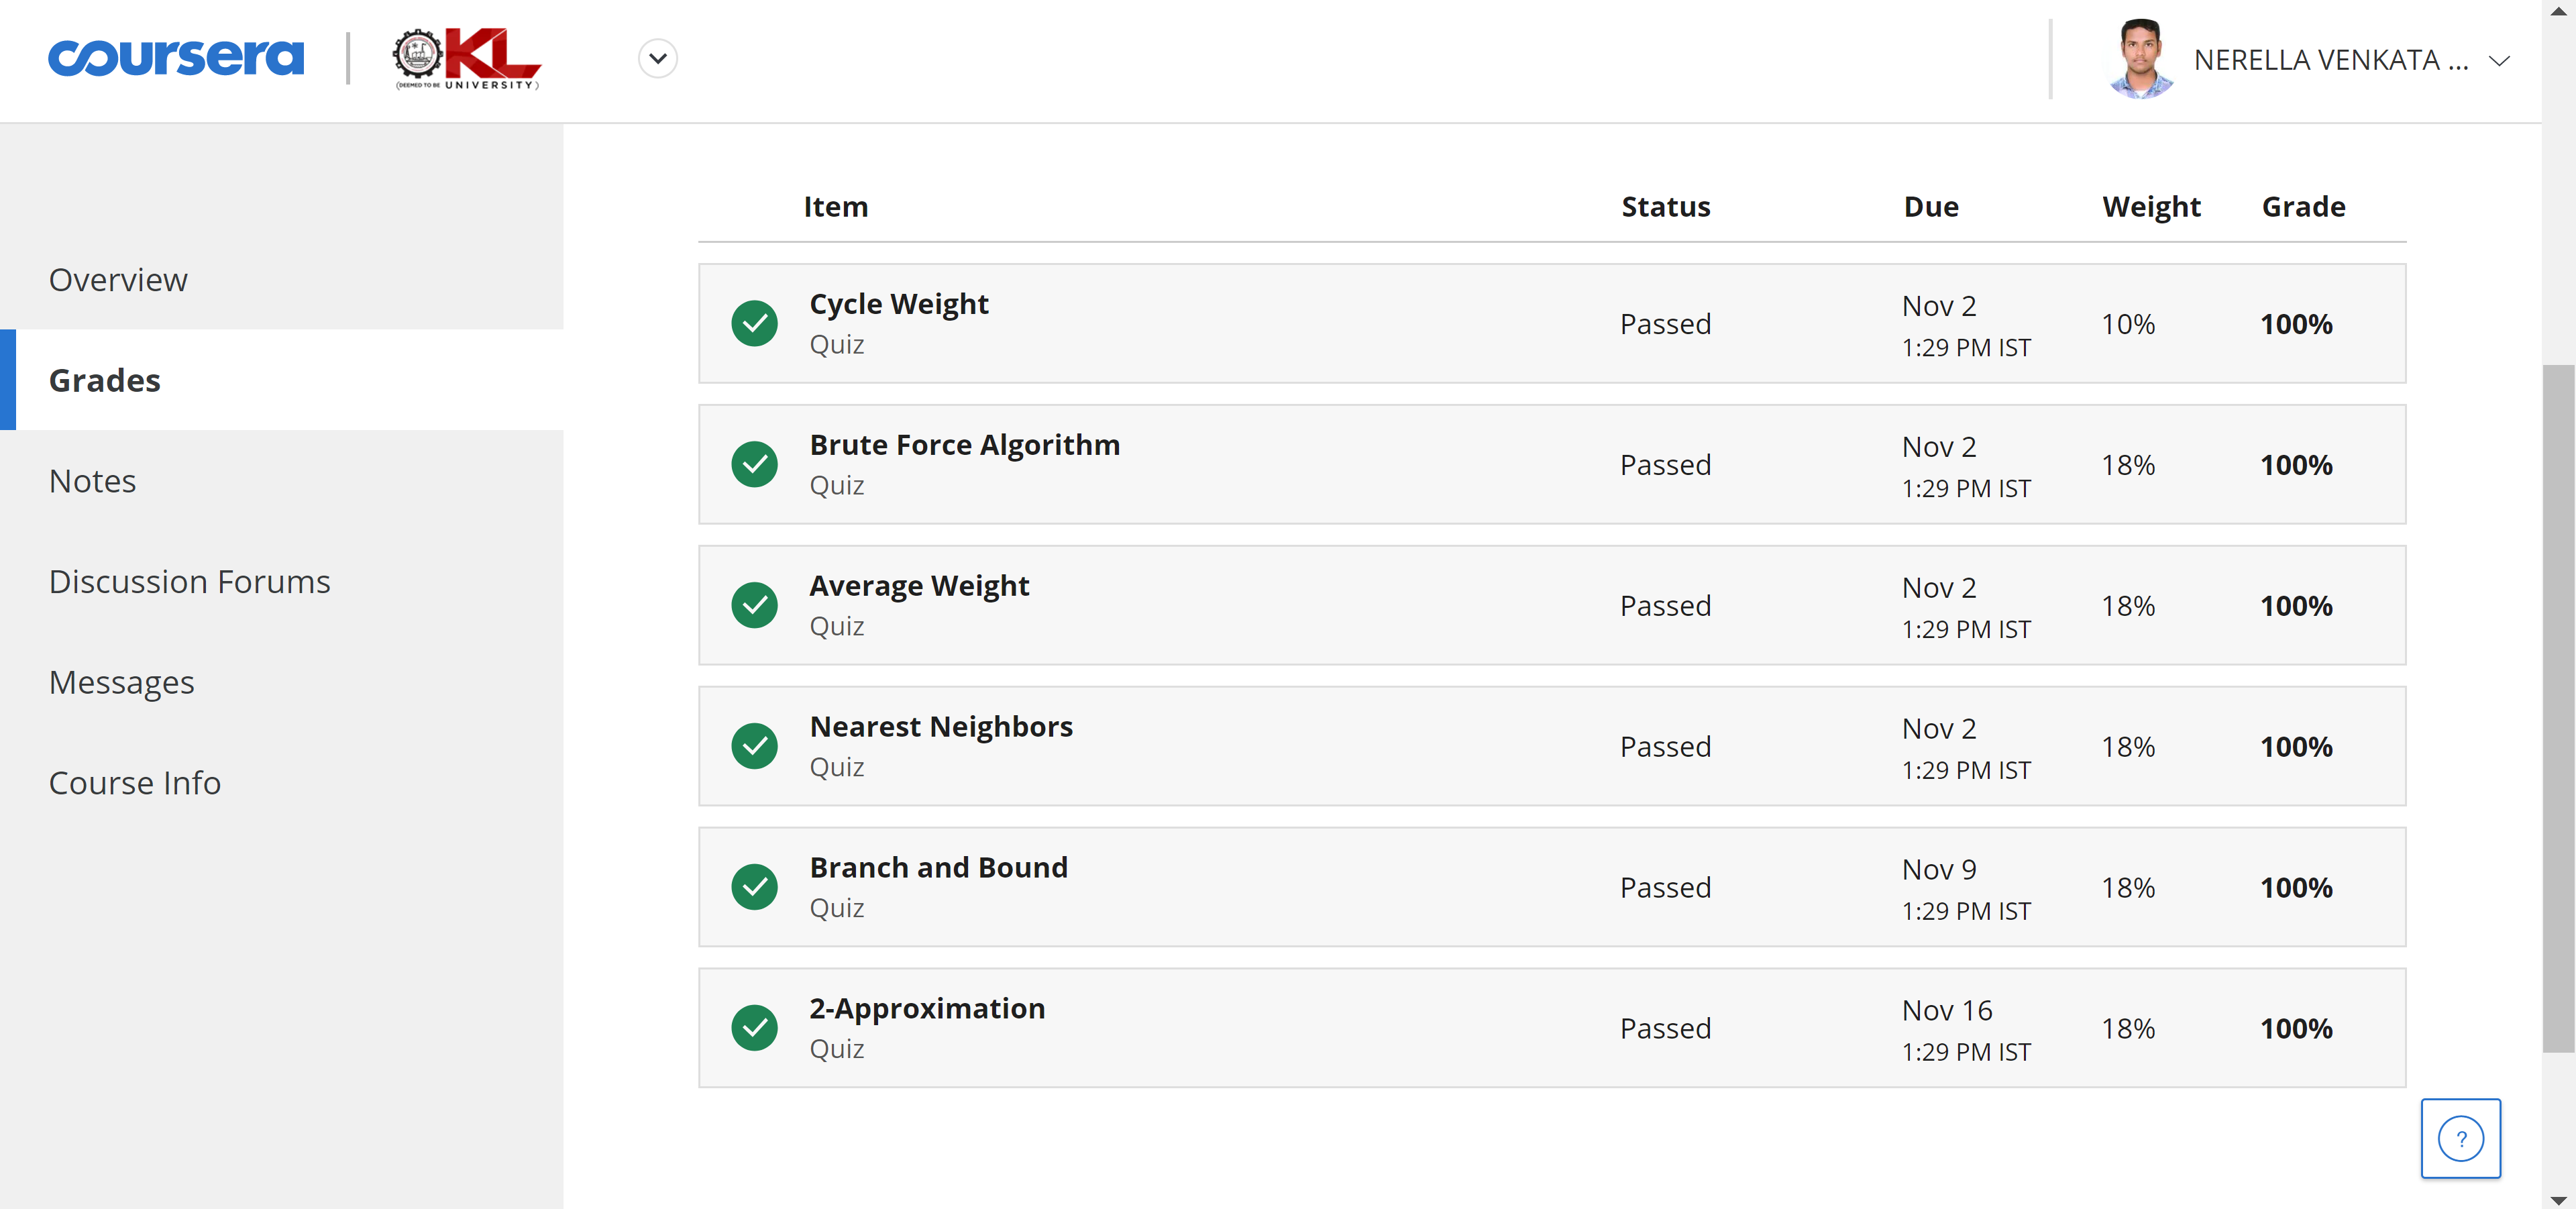 coursera
KL
(DEEMED TO BE UNIVERSITY)
NERELLA VENKATA ...
Overview
Grades
Notes
Discussion Forums
Messages
Course Info
Item Status Due Weight Grade
Cycle Weight
Quiz
Passed
Nov 2
1:29 PM IST
10%
100%
Brute Force Algorithm
Quiz
Passed
Nov 2
1:29 PM IST
18%
100%
Average Weight
Quiz
Passed
Nov 2
1:29 PM IST
18%
100%
Nearest Neighbors
Quiz
Passed
Nov 2
1:29 PM IST
18%
100%
Branch and Bound
Quiz
Passed
Nov 9
1:29 PM IST
18%
100%
2-Approximation
Quiz
Passed
Nov 16
1:29 PM IST
18%
100%
?